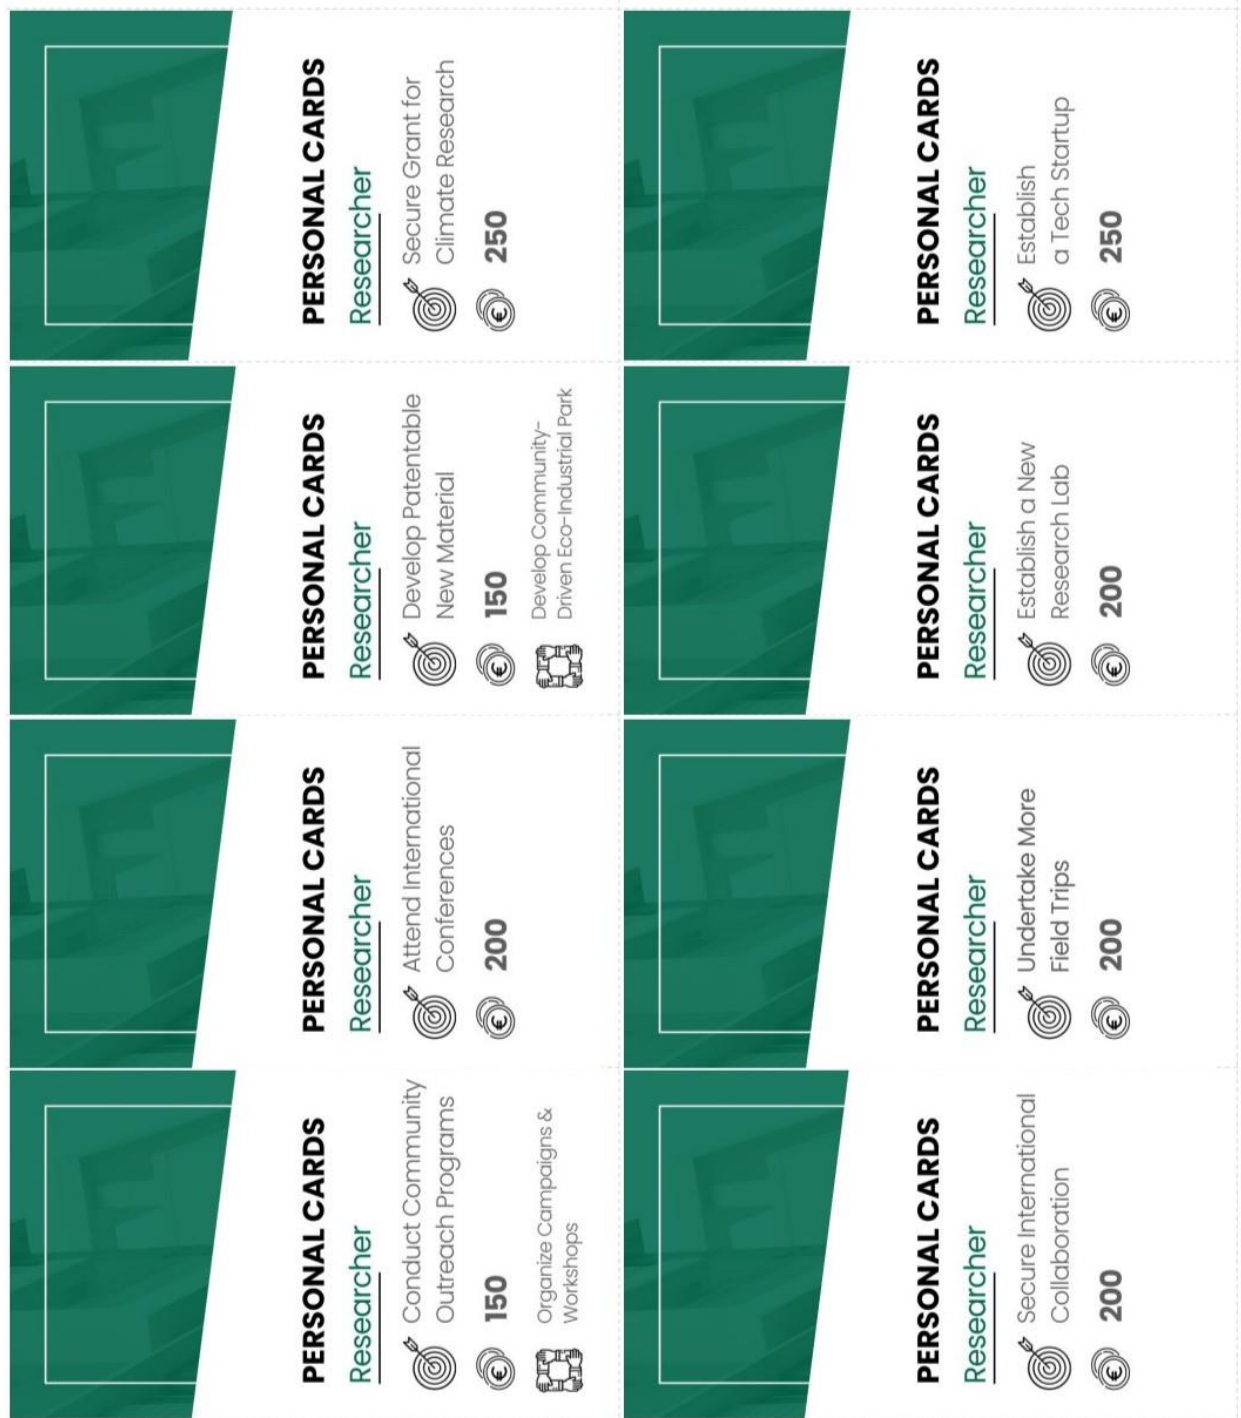 PERSONAL CARDS
Researcher
Conduct Community
Outreach Programs
150
Organize Campaigns &
Workshops
PERSONAL CARDS
Researcher
Attend International
Conferences
200
PERSONAL CARDS
Researcher
Develop Patentable
New Material
150
Develop Community-
Driven Eco-Industrial Park
PERSONAL CARDS
Researcher
Secure Grant for
Climate Research
250
PERSONAL CARDS
Researcher
Secure International
Collaboration
200
PERSONAL CARDS
Researcher
Undertake More
Field Trips
200
PERSONAL CARDS
Researcher
Establish a New
Research Lab
200
PERSONAL CARDS
Researcher
Establish
a Tech Startup
250